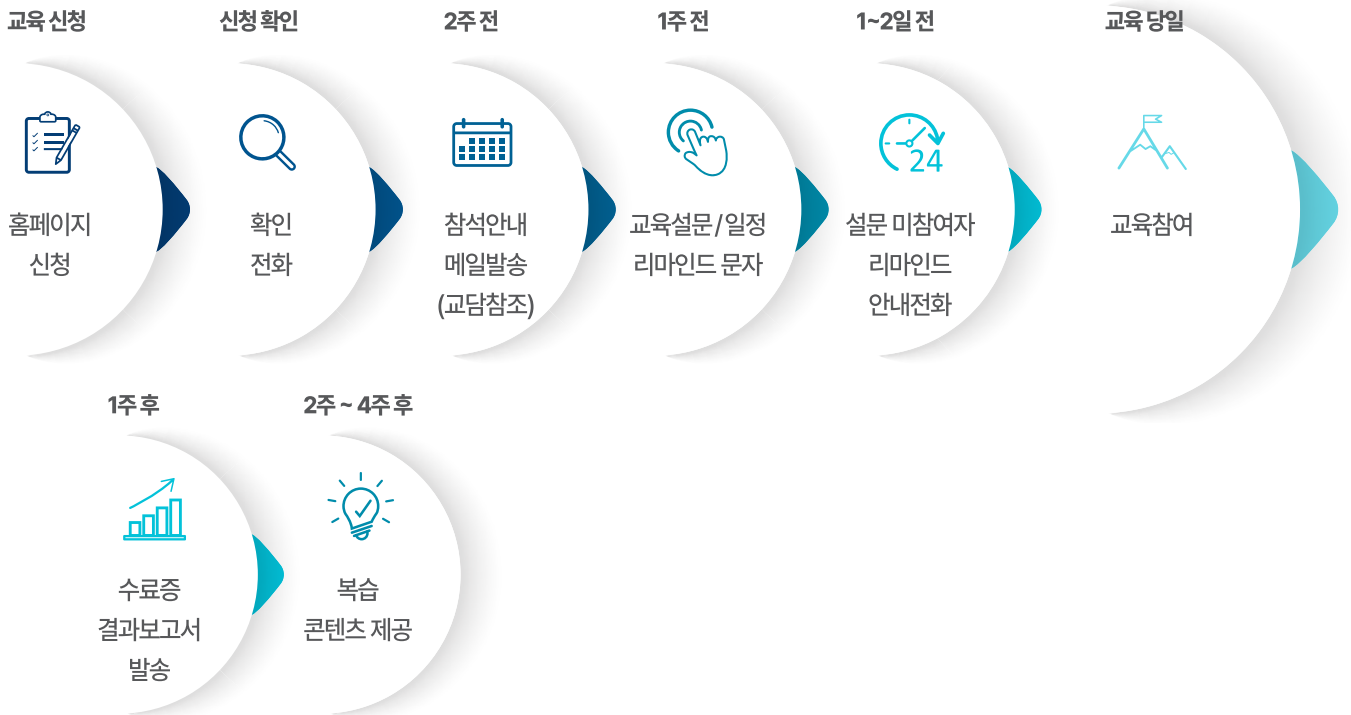 교육 신청
홈페이지
신청
신청 확인
확인
전화
2주 전
참석안내
메일발송
(교담참조)
1주 전
교육설문/일정
리마인드 문자
1~2일 전
24
설문 미참여자
리마인드
안내전화
교육 당일
교육참여
1주 후
수료증
결과보고서
발송
2주 ~ 4주 후
복습
콘텐츠 제공